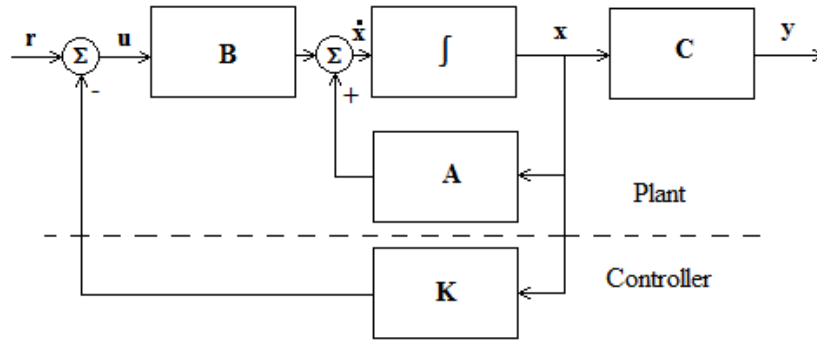 r
Σ
-
u
B
Σ
+
ẋ
∫
x
C
y
A
Plant
K
Controller